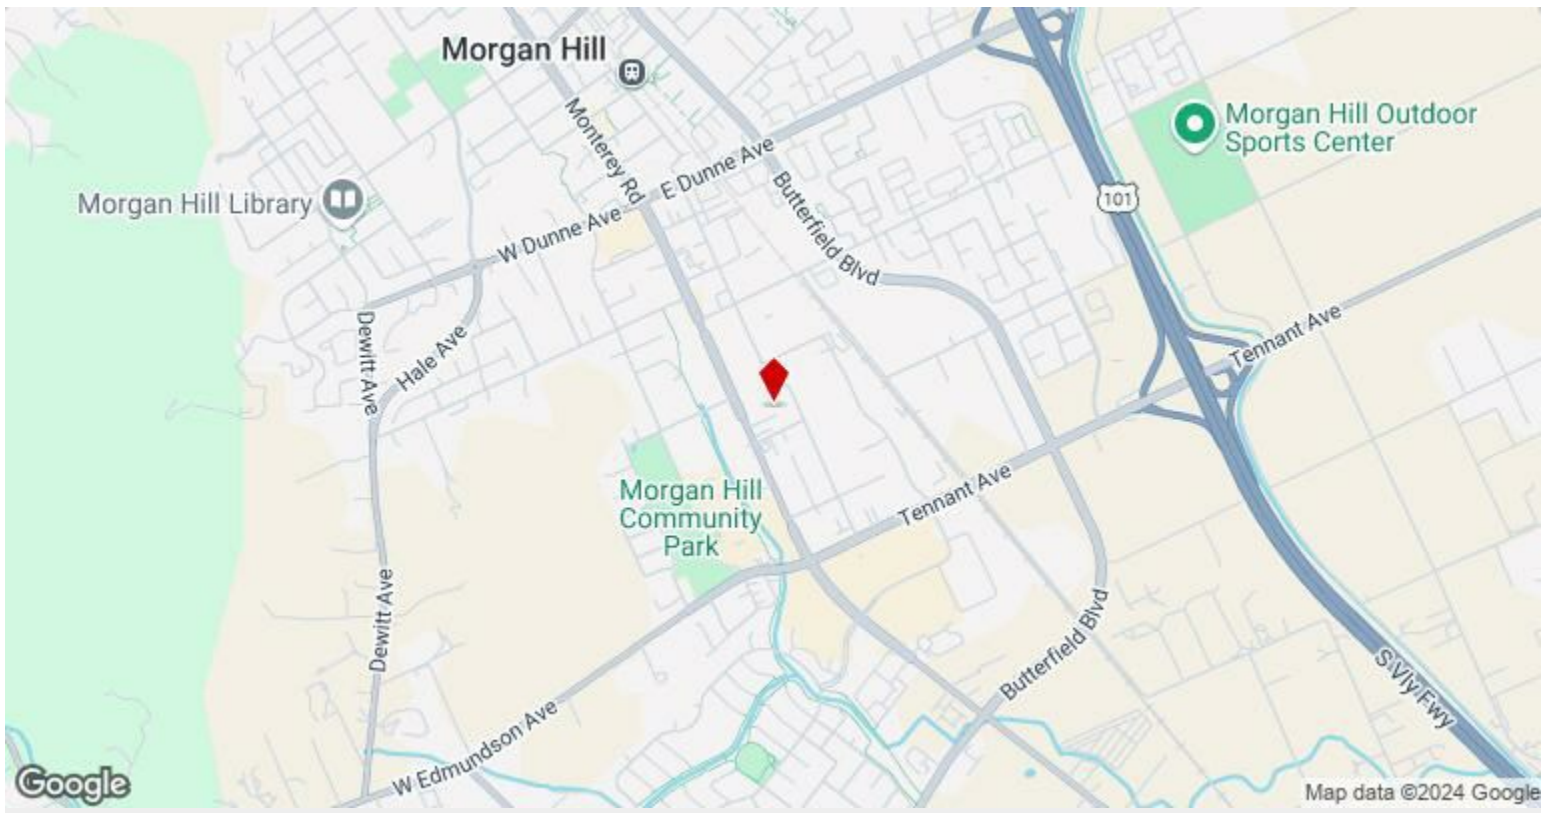 Morgan Hill
Monterey Rd
E Dunne Ave
Morgan Hill Outdoor
Sports Center
101
Morgan Hill Library
W Dunne Ave
Butterfield Blvd
Dewitt Ave
Hale Ave
Tennant Ave
Morgan Hill
Community
Park
Tennant Ave
Dewitt Ave
Butterfield Blvd
S Vly Fwy
W Edmundson Ave
Google
Map data ©2024 Google